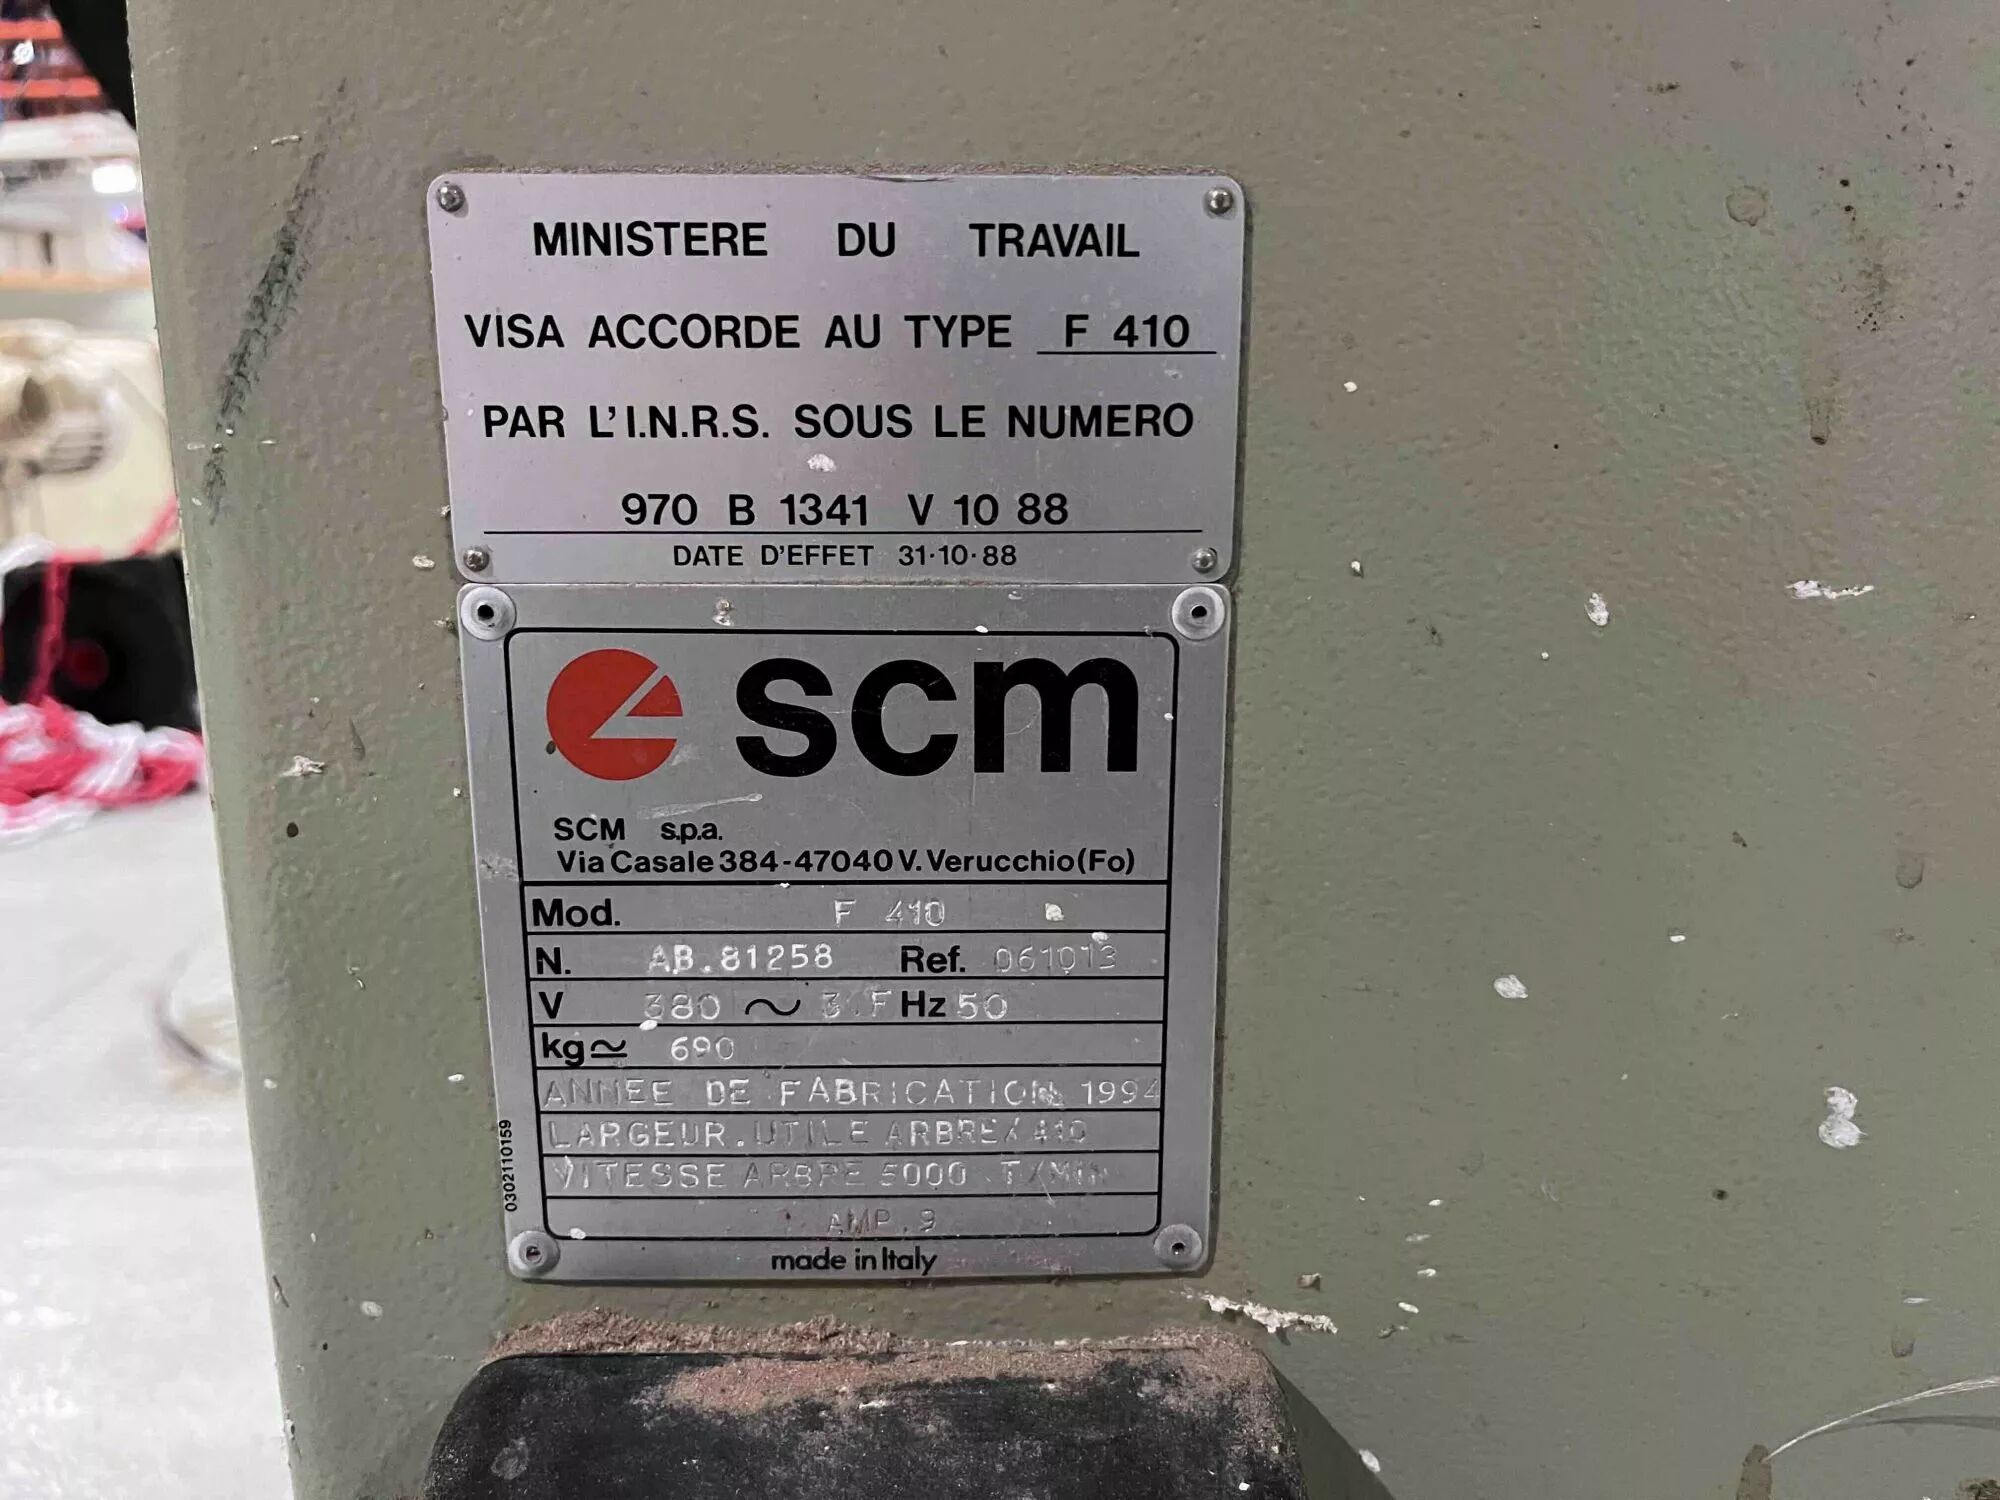 MINISTERE DU TRAVAIL
VISA ACCORDE AU TYPE F 410
PAR L'I.N.R.S. SOUS LE NUMERO
970 B 1341 V 10 88
DATE D'EFFET 31·10·88
scm
SCM s.p.a.
Via Casale 384-47040 V. Verucchio (Fo)
Mod. F 410
N. AB.81258 Ref. 061013
V 380 ~ 3.F Hz 50
kg≃ 690
ANNEE DE FABRICATION 1994
LARGEUR.UTILE ARBRE/410
VITESSE ARBRE 5000 T/MIN
AMP.9
made in Italy
0302110159